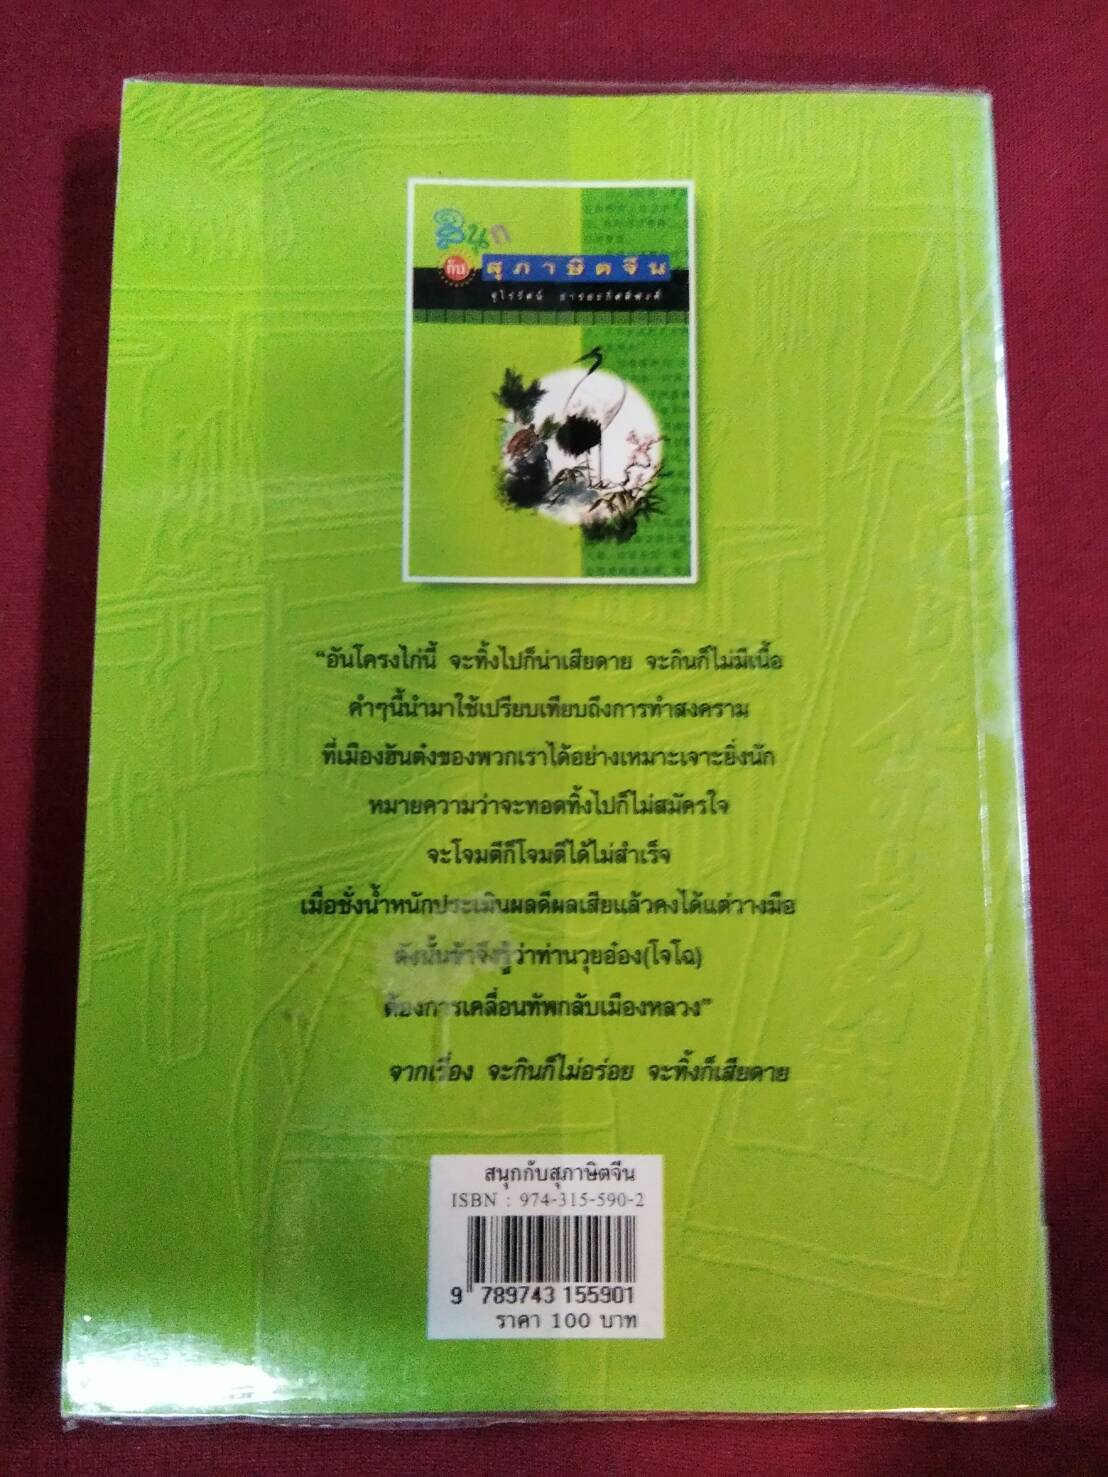 สนุก
กับ สุภาษิตจีน
"อันโครงไก่นี้ จะทิ้งไปก็น่าเสียดาย จะกินก็ไม่มีเนื้อ
คำๆนี้นำมาใช้เปรียบเทียบถึงการทำสงคราม
ที่เมืองฮันต๋งของพวกเราได้อย่างเหมาะเจาะยิ่งนัก
หมายความว่าจะทอดทิ้งไปก็ไม่สมัครใจ
จะโจมตีก็โจมตีได้ไม่สำเร็จ
เมื่อชั่งน้ำหนักประเมินผลดีผลเสียแล้วคงได้แต่วางมือ
ดังนั้นข้าจึงรู้ว่าท่านวุยอ๋อง(โจโฉ)
ต้องการเคลื่อนทัพกลับเมืองหลวง"
จากเรื่อง จะกินก็ไม่อร่อย จะทิ้งก็เสียดาย
สนุกกับสุภาษิตจีน
ISBN : 974-315-590-2
9 789743 155901
ราคา 100 บาท